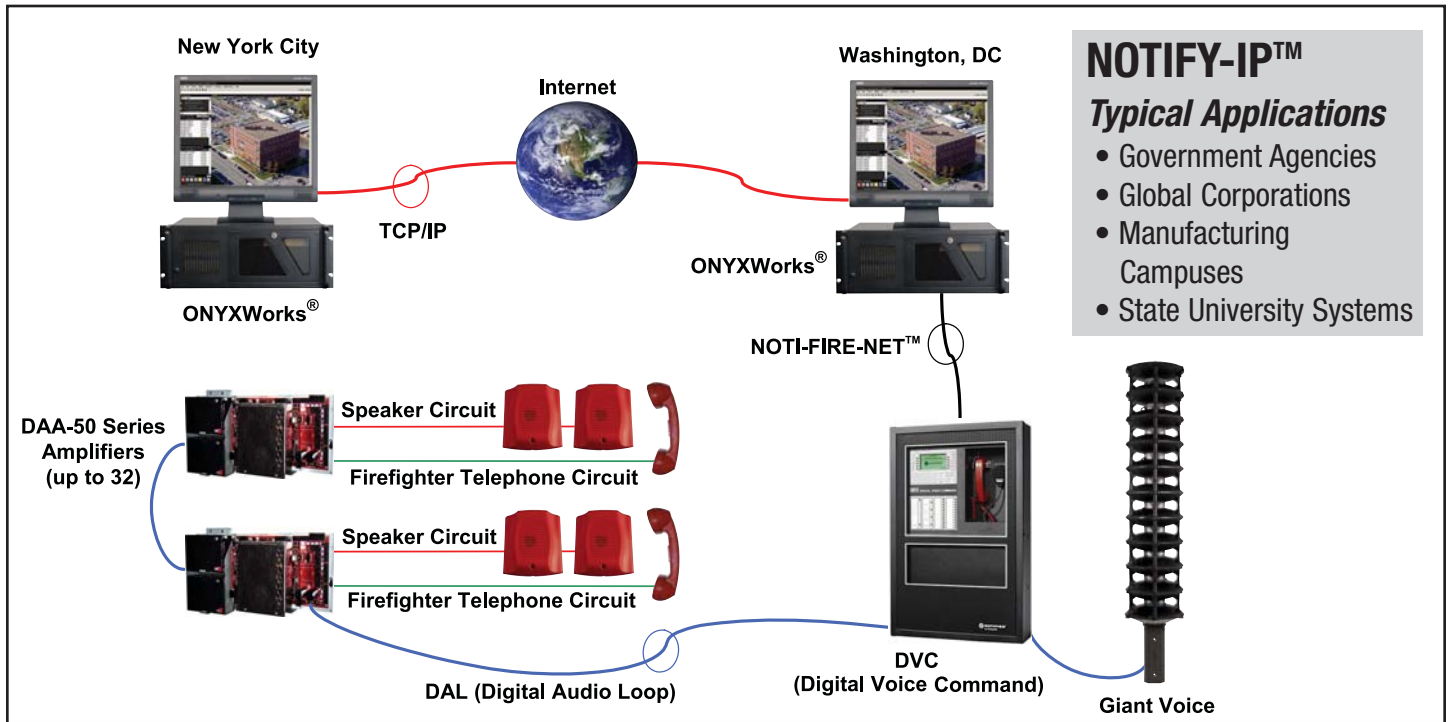 New York City
Internet
Washington, DC
TCP/IP
ONYXWorks®
ONYXWorks®
NOTI-FIRE-NET™
NOTIFY-IP™
Typical Applications
• Government Agencies
• Global Corporations
• Manufacturing
Campuses
• State University Systems
DAA-50 Series
Amplifiers
(up to 32)
Speaker Circuit
Firefighter Telephone Circuit
Speaker Circuit
Firefighter Telephone Circuit
DAL (Digital Audio Loop)
DVC
(Digital Voice Command)
Giant Voice